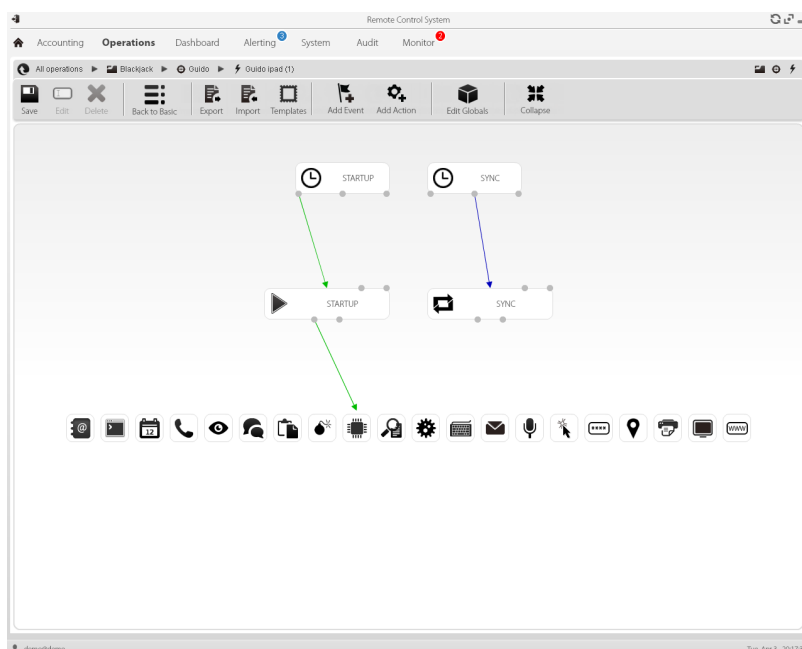 Remote Control System
Accounting Operations Dashboard Alerting 3 System Audit Monitor 2
All operations Blackjack Guido Guido ipad (1)
Save Edit Delete Back to Basic Export Import Templates Add Event Add Action Edit Globals Collapse
STARTUP SYNC
STARTUP SYNC
@ 12 WWW